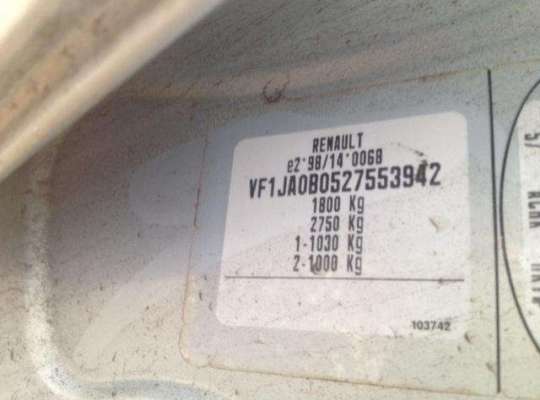 RENAULT
e2*98/14*0068
VF1JA0B0527553942
1800 Kg
2750 Kg
1-1030 Kg
2-1000 Kg
103742